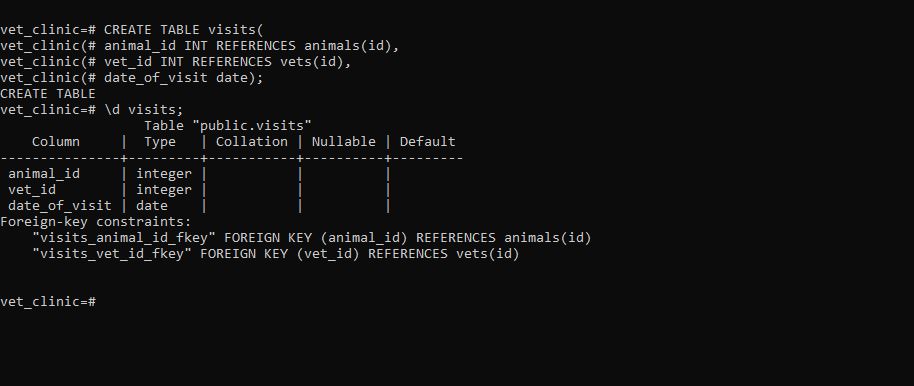 vet_clinic=# CREATE TABLE visits(
vet_clinic(# animal_id INT REFERENCES animals(id),
vet_clinic(# vet_id INT REFERENCES vets(id),
vet_clinic(# date_of_visit date);
CREATE TABLE
vet_clinic=# \d visits;
                  Table "public.visits"
    Column     |  Type   | Collation | Nullable | Default
---------------+---------+-----------+----------+---------
 animal_id     | integer |           |          |
 vet_id        | integer |           |          |
 date_of_visit | date    |           |          |
Foreign-key constraints:
    "visits_animal_id_fkey" FOREIGN KEY (animal_id) REFERENCES animals(id)
    "visits_vet_id_fkey" FOREIGN KEY (vet_id) REFERENCES vets(id)
vet_clinic=#